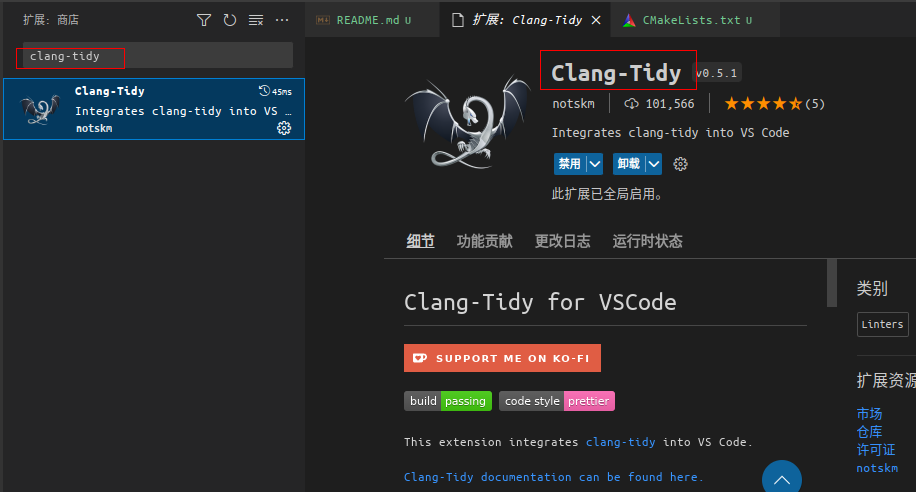 扩展: 商店
clang-tidy
Clang-Tidy 45ms
Integrates clang-tidy into VS …
notskm
README.md U
扩展: Clang-Tidy
CMakeLists.txt U
Clang-Tidy v0.5.1
notskm 101,566 (5)
Integrates clang-tidy into VS Code
禁用 卸载
此扩展已全局启用。
细节 功能贡献 更改日志 运行时状态
Clang-Tidy for VSCode
SUPPORT ME ON KO-FI
build passing code style prettier
This extension integrates clang-tidy into VS Code.
Clang-Tidy documentation can be found here.
类别
Linters
扩展资源
市场
仓库
许可证
notskm